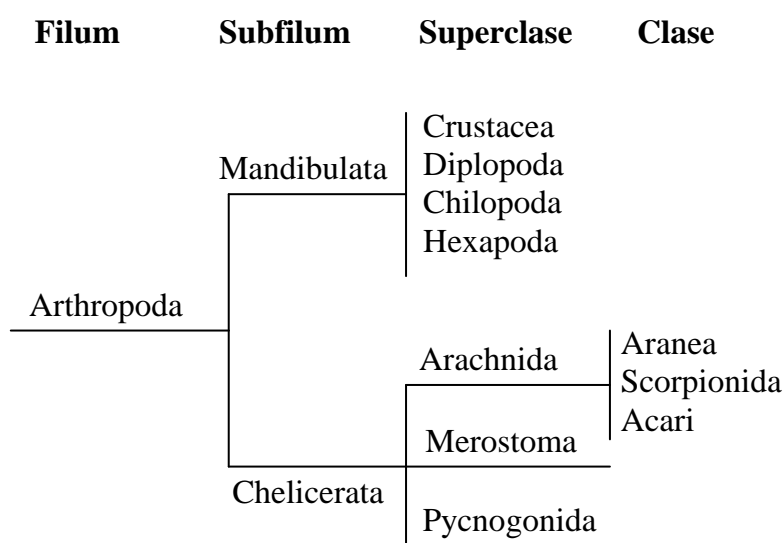 Filum Subfilum Superclase Clase
Crustacea
Mandibulata Diplopoda
Chilopoda
Hexapoda
Arthropoda
Arachnida Aranea
Scorpionida
Acari
Merostoma
Chelicerata
Pycnogonida